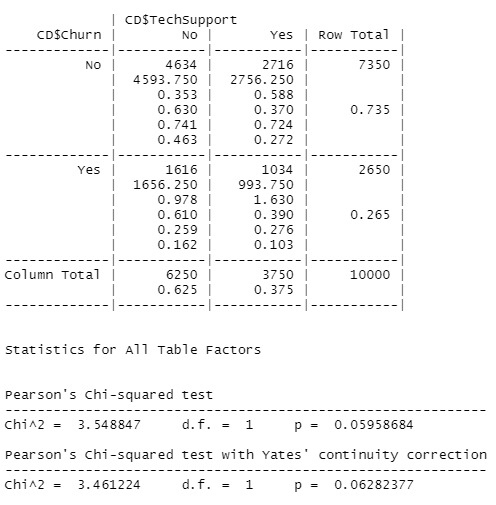 | CD$TechSupport
CD$Churn | No | Yes | Row Total |
-------------|-----------|-----------|-----------|
No | 4634 | 2716 | 7350 |
| 4593.750 | 2756.250 | |
| 0.353 | 0.588 | |
| 0.630 | 0.370 | 0.735 |
| 0.741 | 0.724 | |
| 0.463 | 0.272 | |
-------------|-----------|-----------|-----------|
Yes | 1616 | 1034 | 2650 |
| 1656.250 | 993.750 | |
| 0.978 | 1.630 | |
| 0.610 | 0.390 | 0.265 |
| 0.259 | 0.276 | |
| 0.162 | 0.103 | |
-------------|-----------|-----------|-----------|
Column Total | 6250 | 3750 | 10000 |
| 0.625 | 0.375 | |
-------------|-----------|-----------|-----------|
Statistics for All Table Factors
Pearson's Chi-squared test
------------------------------------------------------------
Chi^2 = 3.548847 d.f. = 1 p = 0.05958684
Pearson's Chi-squared test with Yates' continuity correction
------------------------------------------------------------
Chi^2 = 3.461224 d.f. = 1 p = 0.06282377